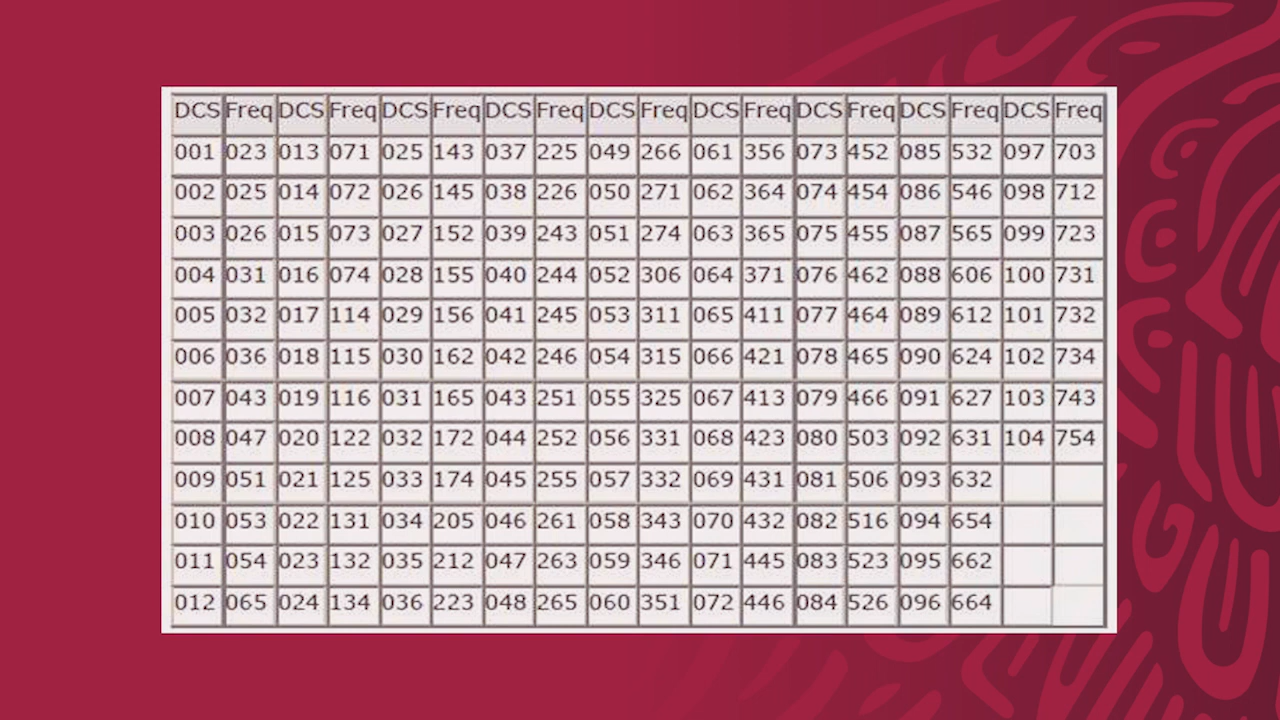 DCS Freq DCS Freq DCS Freq DCS Freq DCS Freq DCS Freq DCS Freq DCS Freq DCS Freq
001 023 013 071 025 143 037 225 049 266 061 356 073 452 085 532 097 703
002 025 014 072 026 145 038 226 050 271 062 364 074 454 086 546 098 712
003 026 015 073 027 152 039 243 051 274 063 365 075 455 087 565 099 723
004 031 016 074 028 155 040 244 052 306 064 371 076 462 088 606 100 731
005 032 017 114 029 156 041 245 053 311 065 411 077 464 089 612 101 732
006 036 018 115 030 162 042 246 054 315 066 421 078 465 090 624 102 734
007 043 019 116 031 165 043 251 055 325 067 413 079 466 091 627 103 743
008 047 020 122 032 172 044 252 056 331 068 423 080 503 092 631 104 754
009 051 021 125 033 174 045 255 057 332 069 431 081 506 093 632
010 053 022 131 034 205 046 261 058 343 070 432 082 516 094 654
011 054 023 132 035 212 047 263 059 346 071 445 083 523 095 662
012 065 024 134 036 223 048 265 060 351 072 446 084 526 096 664